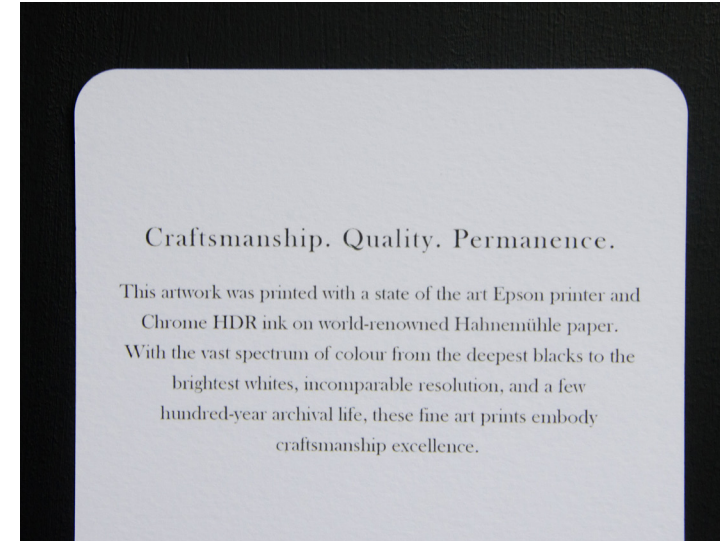 Craftsmanship. Quality. Permanence.
This artwork was printed with a state of the art Epson printer and
Chrome HDR ink on world-renowned Hahnemühle paper.
With the vast spectrum of colour from the deepest blacks to the
brightest whites, incomparable resolution, and a few
hundred-year archival life, these fine art prints embody
craftsmanship excellence.